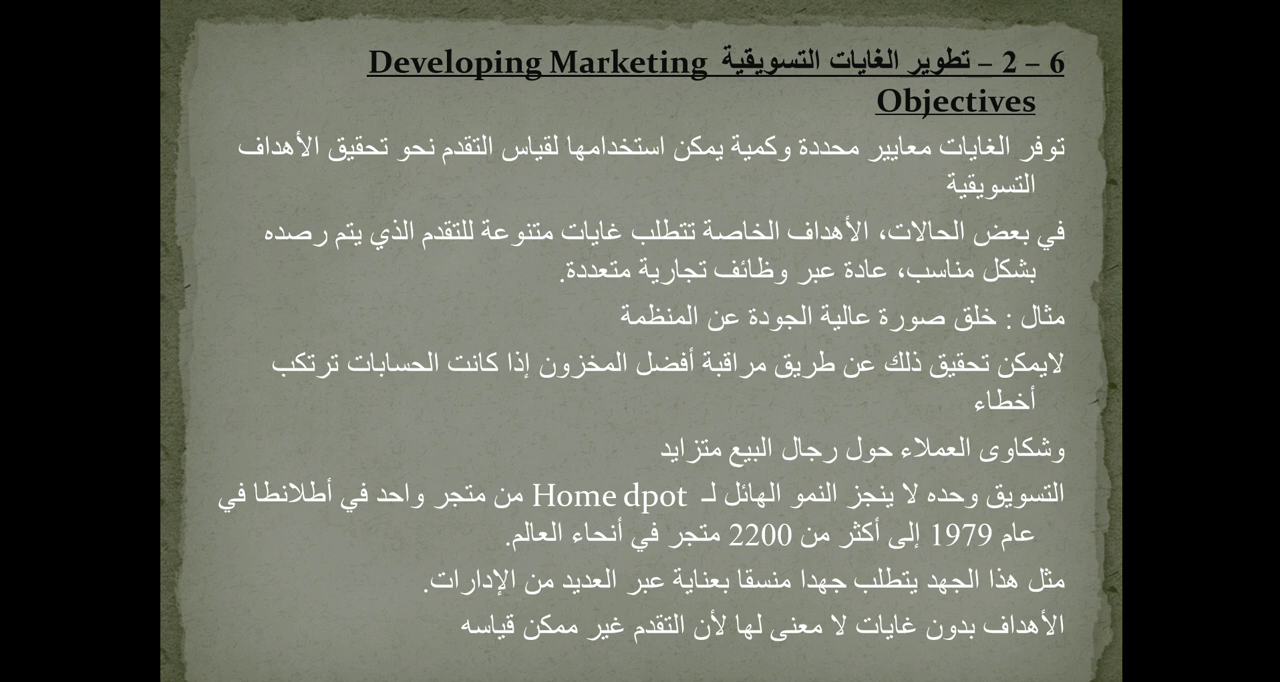 6 – 2 – تطوير الغايات التسويقية Developing Marketing
Objectives
توفر الغايات معايير محددة وكمية يمكن استخدامها لقياس التقدم نحو تحقيق الأهداف
التسويقية
في بعض الحالات، الأهداف الخاصة تتطلب غايات متنوعة للتقدم الذي يتم رصده
بشكل مناسب، عادة عبر وظائف تجارية متعددة.
مثال : خلق صورة عالية الجودة عن المنظمة
لايمكن تحقيق ذلك عن طريق مراقبة أفضل المخزون إذا كانت الحسابات ترتكب
أخطاء
وشكاوى العملاء حول رجال البيع متزايد
التسويق وحده لا ينجز النمو الهائل لـ Home dpot من متجر واحد في أطلانطا في
عام 1979 إلى أكثر من 2200 متجر في أنحاء العالم.
مثل هذا الجهد يتطلب جهدا منسقا بعناية عبر العديد من الإدارات.
الأهداف بدون غايات لا معنى لها لأن التقدم غير ممكن قياسه